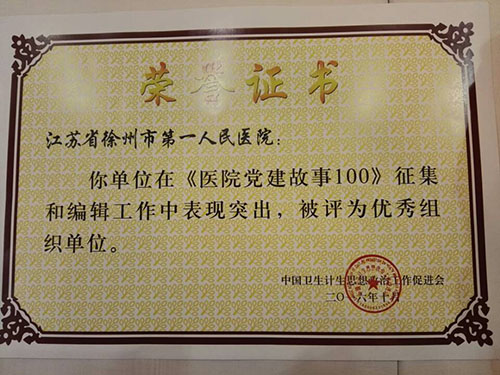 荣誉证书
江苏省徐州市第一人民医院：
你单位在《医院党建故事100》征集
和编辑工作中表现突出，被评为优秀组
织单位。
中国卫生计生思想政治工作促进会
二〇一六年十月